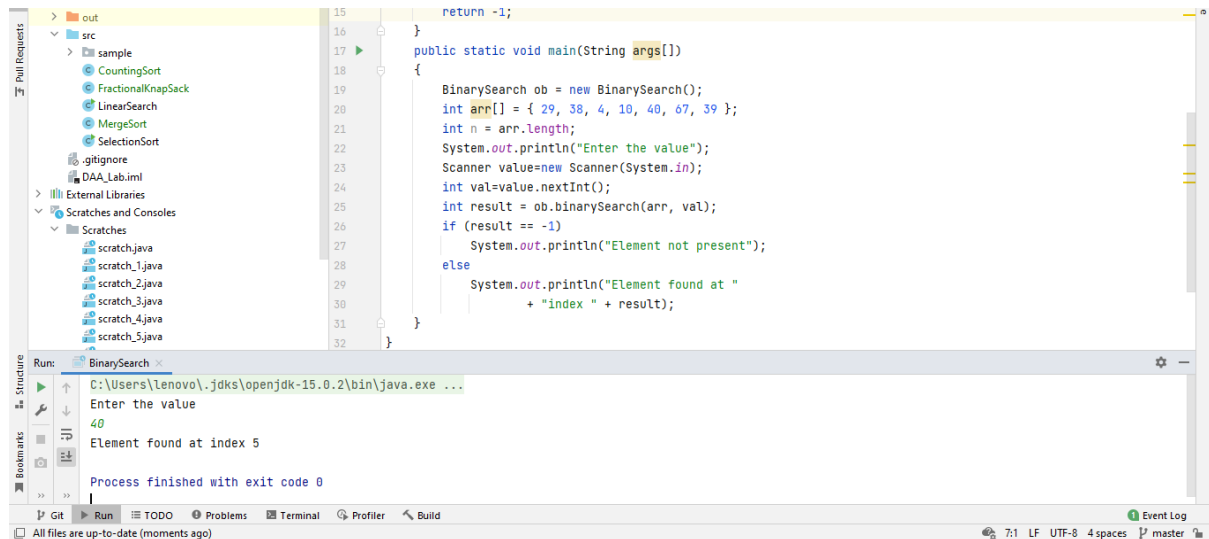 Pull Requests
out
src
sample
CountingSort
FractionalKnapSack
LinearSearch
MergeSort
SelectionSort
.gitignore
DAA_Lab.iml
External Libraries
Scratches and Consoles
Scratches
scratch.java
scratch_1.java
scratch_2.java
scratch_3.java
scratch_4.java
scratch_5.java
15 return -1;
16 }
17 public static void main(String args[])
18 {
19 BinarySearch ob = new BinarySearch();
20 int arr[] = { 29, 38, 4, 10, 40, 67, 39 };
21 int n = arr.length;
22 System.out.println("Enter the value");
23 Scanner value=new Scanner(System.in);
24 int val=value.nextInt();
25 int result = ob.binarySearch(arr, val);
26 if (result == -1)
27 System.out.println("Element not present");
28 else
29 System.out.println("Element found at "
30 + "index " + result);
31 }
32 }
Structure
Bookmarks
Run: BinarySearch
C:\Users\lenovo\.jdks\openjdk-15.0.2\bin\java.exe ...
Enter the value
40
Element found at index 5
Process finished with exit code 0
Git Run TODO Problems Terminal Profiler Build 1 Event Log
All files are up-to-date (moments ago) 7:1 LF UTF-8 4 spaces master